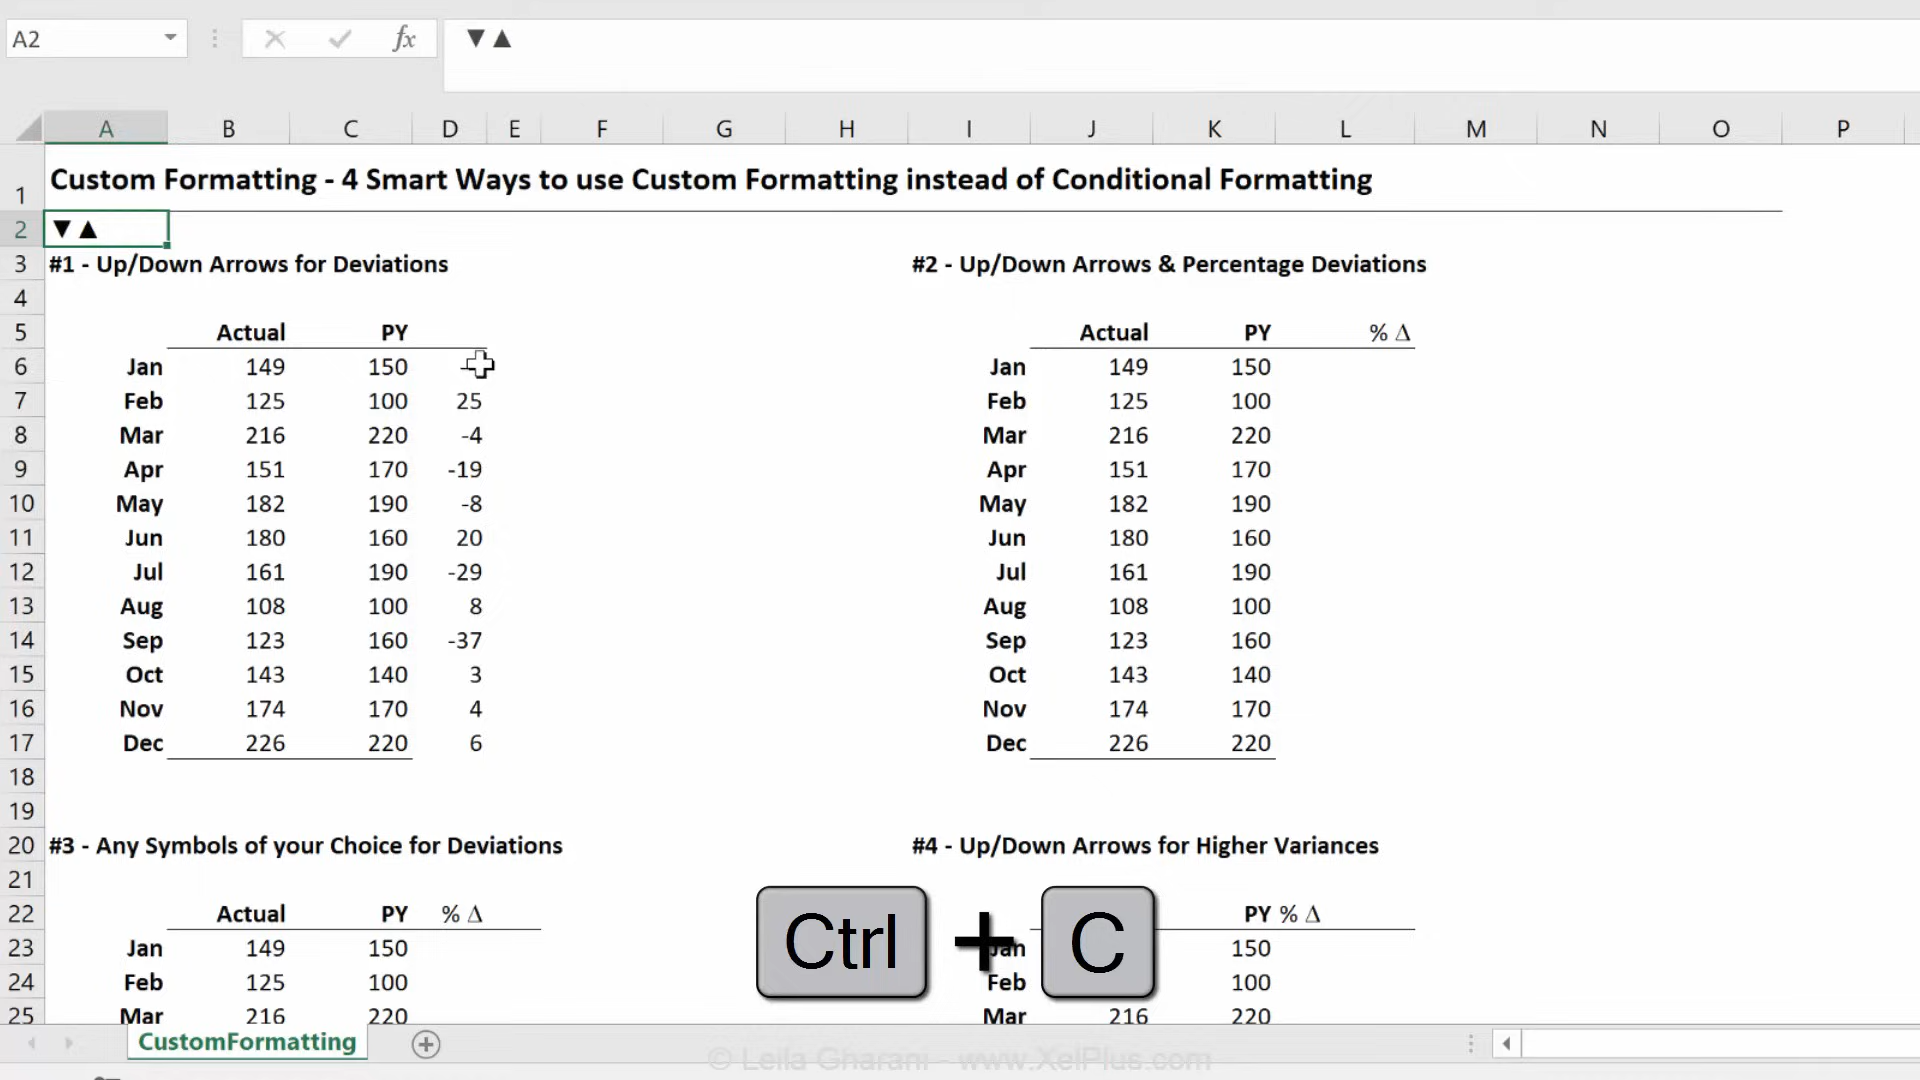 A2 fx ▼▲
A B C D E F G H I J K L M N O P
1 Custom Formatting - 4 Smart Ways to use Custom Formatting instead of Conditional Formatting
2 ▼▲
3 #1 - Up/Down Arrows for Deviations #2 - Up/Down Arrows & Percentage Deviations
4
5 Actual PY Actual PY % Δ
6 Jan 149 150 Jan 149 150
7 Feb 125 100 25 Feb 125 100
8 Mar 216 220 -4 Mar 216 220
9 Apr 151 170 -19 Apr 151 170
10 May 182 190 -8 May 182 190
11 Jun 180 160 20 Jun 180 160
12 Jul 161 190 -29 Jul 161 190
13 Aug 108 100 8 Aug 108 100
14 Sep 123 160 -37 Sep 123 160
15 Oct 143 140 3 Oct 143 140
16 Nov 174 170 4 Nov 174 170
17 Dec 226 220 6 Dec 226 220
18
19
20 #3 - Any Symbols of your Choice for Deviations #4 - Up/Down Arrows for Higher Variances
21
22 Actual PY % Δ PY % Δ
23 Jan 149 150 Jan 150
24 Feb 125 100 Feb 100
25 Mar 216 220 Mar 216 220
Ctrl + C
CustomFormatting
© Leila Gharani - www.XelPlus.com